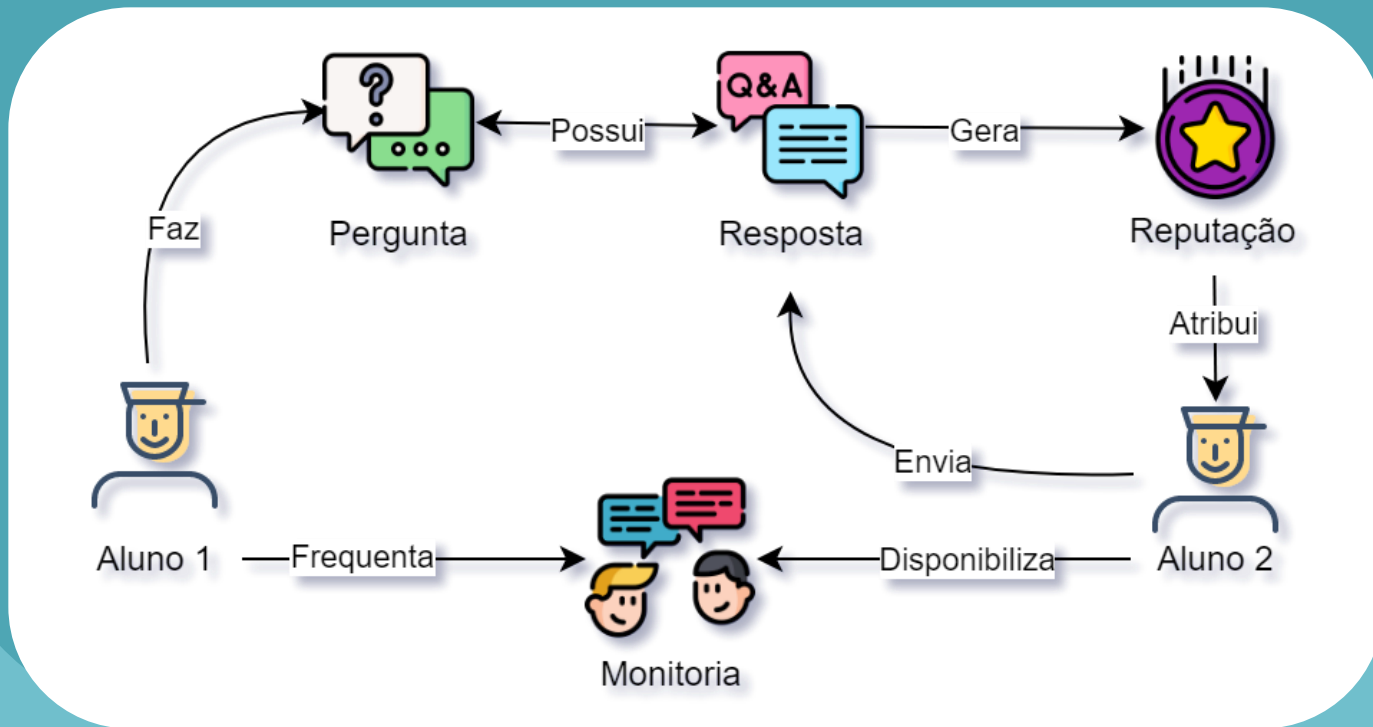 Q&A
Possui
Gera
Faz
Pergunta
Resposta
Reputação
Atribui
Envia
Aluno 1
Frequenta
Disponibiliza
Aluno 2
Monitoria